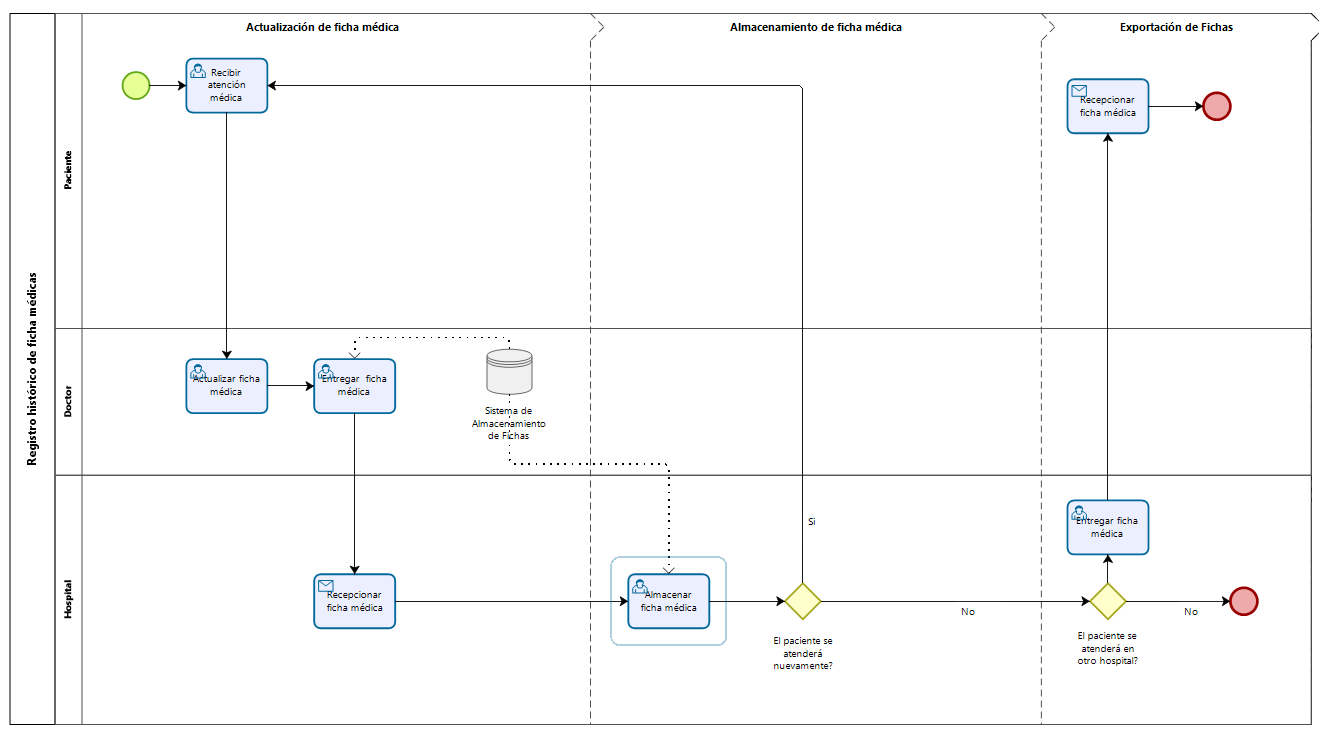 Actualización de ficha médica
Almacenamiento de ficha médica
Exportación de Fichas
Registro histórico de ficha médicas
Paciente
Recibir
atención
médica
Recepcionar
ficha médica
Doctor
Actualizar ficha
médica
Entregar ficha
médica
Sistema de
Almacenamiento
de Fichas
Hospital
Recepcionar
ficha médica
Almacenar
ficha médica
Si
El paciente se
atenderá
nuevamente?
No
Entregar ficha
médica
El paciente se
atenderá en
otro hospital?
No